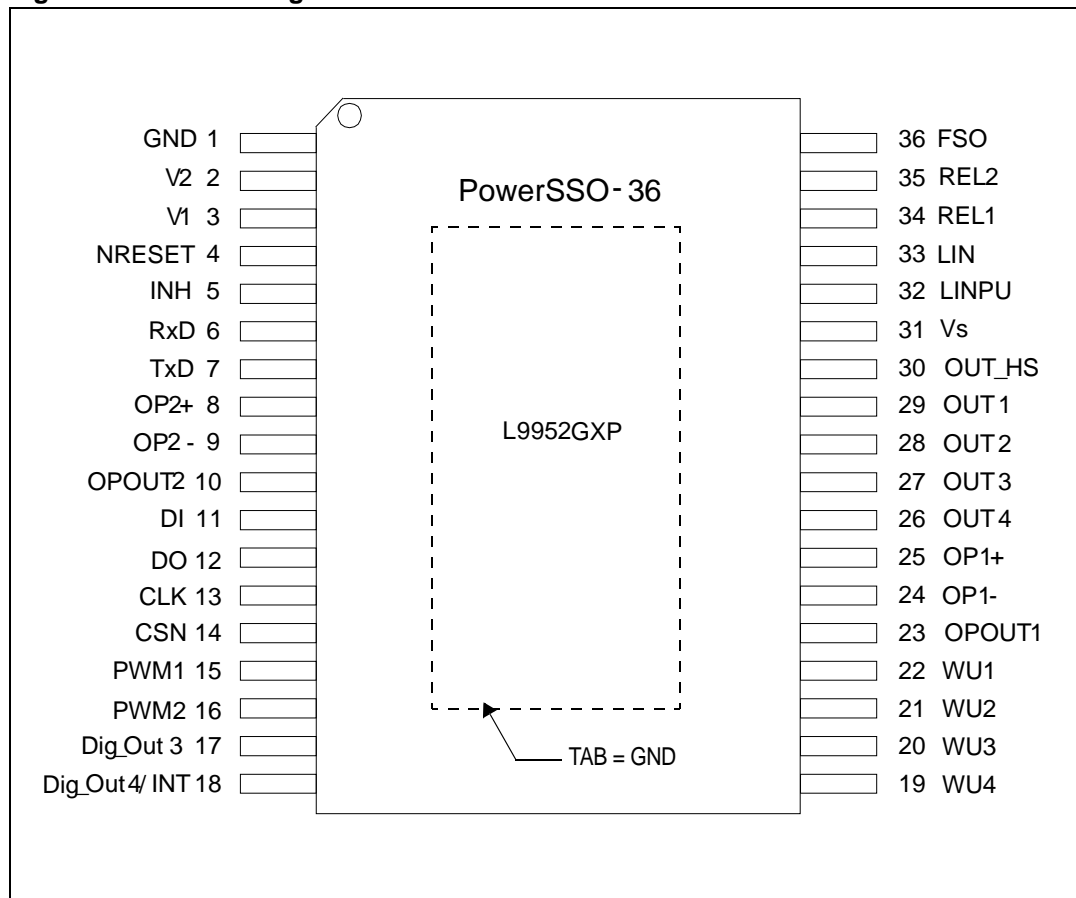 GND 1
V2 2
V1 3
NRESET 4
INH 5
RxD 6
TxD 7
OP2+ 8
OP2 - 9
OPOUT2 10
DI 11
DO 12
CLK 13
CSN 14
PWM1 15
PWM2 16
Dig_Out 3 17
Dig_Out 4/ INT 18
PowerSSO- 36
L9952GXP
TAB = GND
36 FSO
35 REL2
34 REL1
33 LIN
32 LINPU
31 Vs
30 OUT_HS
29 OUT1
28 OUT2
27 OUT3
26 OUT4
25 OP1+
24 OP1-
23 OPOUT1
22 WU1
21 WU2
20 WU3
19 WU4